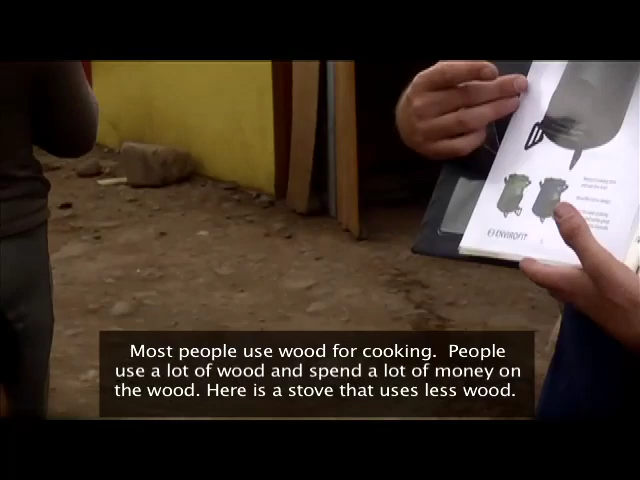 ENVIROFIT
Most people use wood for cooking.  People
use a lot of wood and spend a lot of money on
the wood. Here is a stove that uses less wood.